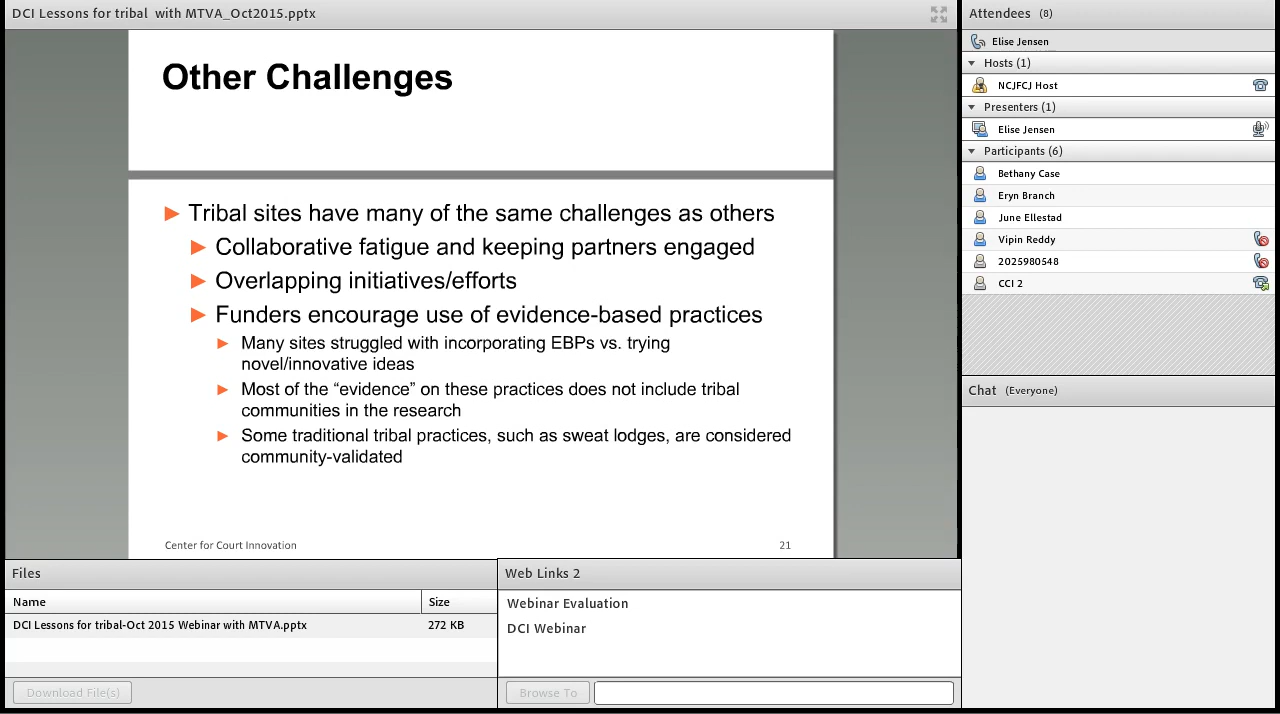 DCI Lessons for tribal  with MTVA_Oct2015.pptx
Other Challenges
Tribal sites have many of the same challenges as others
Collaborative fatigue and keeping partners engaged
Overlapping initiatives/efforts
Funders encourage use of evidence-based practices
Many sites struggled with incorporating EBPs vs. trying
novel/innovative ideas
Most of the “evidence” on these practices does not include tribal
communities in the research
Some traditional tribal practices, such as sweat lodges, are considered
community-validated
Center for Court Innovation 21
Attendees (8)
Elise Jensen
Hosts (1)
NCJFCJ Host
Presenters (1)
Elise Jensen
Participants (6)
Bethany Case
Eryn Branch
June Ellestad
Vipin Reddy
2025980548
CCI 2
Chat (Everyone)
Files
Name Size
DCI Lessons for tribal-Oct 2015 Webinar with MTVA.pptx 272 KB
Download File(s)
Web Links 2
Webinar Evaluation
DCI Webinar
Browse To